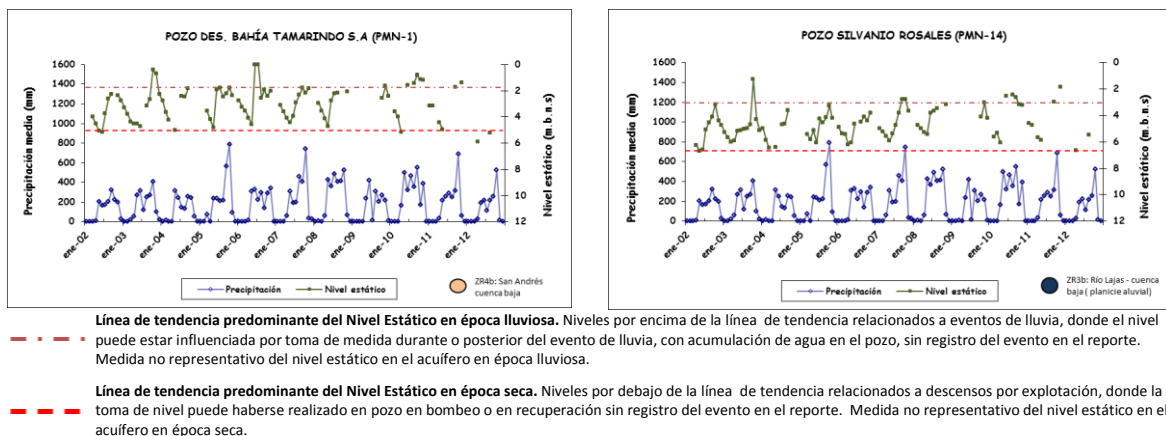 POZO DES. BAHÍA TAMARINDO S.A (PMN-1)
Precipitación media (mm)
1600
1400
1200
1000
800
600
400
200
0
0
2
4
6
8
10
12
Nivel estático (m.b.n.s)
ene-02
ene-03
ene-04
ene-05
ene-06
ene-07
ene-08
ene-09
ene-10
ene-11
ene-12
Precipitación
Nivel estático
ZR4b: San Andrés
cuenca baja
POZO SILVANIO ROSALES (PMN-14)
Precipitación media (mm)
1600
1400
1200
1000
800
600
400
200
0
0
2
4
6
8
10
12
Nivel estático (m.b.n.s)
ene-02
ene-03
ene-04
ene-05
ene-06
ene-07
ene-08
ene-09
ene-10
ene-11
ene-12
Precipitación
Nivel estático
ZR3b: Río Lajas - cuenca
baja ( planicie aluvial)
Línea de tendencia predominante del Nivel Estático en época lluviosa. Niveles por encima de la línea de tendencia relacionados a eventos de lluvia, donde el nivel
puede estar influenciada por toma de medida durante o posterior del evento de lluvia, con acumulación de agua en el pozo, sin registro del evento en el reporte.
Medida no representativo del nivel estático en el acuífero en época lluviosa.
Línea de tendencia predominante del Nivel Estático en época seca. Niveles por debajo de la línea de tendencia relacionados a descensos por explotación, donde la
toma de nivel puede haberse realizado en pozo en bombeo o en recuperación sin registro del evento en el reporte. Medida no representativo del nivel estático en el
acuífero en época seca.